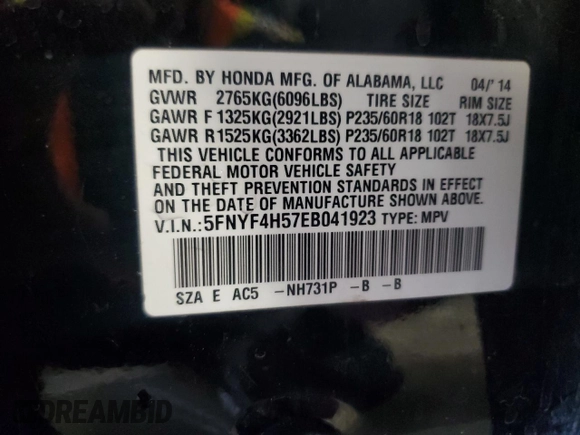 MFD. BY HONDA MFG. OF ALABAMA, LLC 04/'14
GVWR 2765KG(6096LBS) TIRE SIZE RIM SIZE
GAWR F 1325KG(2921LBS) P235/60R18 102T 18X7.5J
GAWR R 1525KG(3362LBS) P235/60R18 102T 18X7.5J
THIS VEHICLE CONFORMS TO ALL APPLICABLE
FEDERAL MOTOR VEHICLE SAFETY
AND THEFT PREVENTION STANDARDS IN EFFECT
ON THE DATE OF MANUFACTURE SHOWN ABOVE.
V.I.N.:5FNYF4H57EB041923 TYPE: MPV
SZA E AC5 -NH731P -B -B
DREAMBID